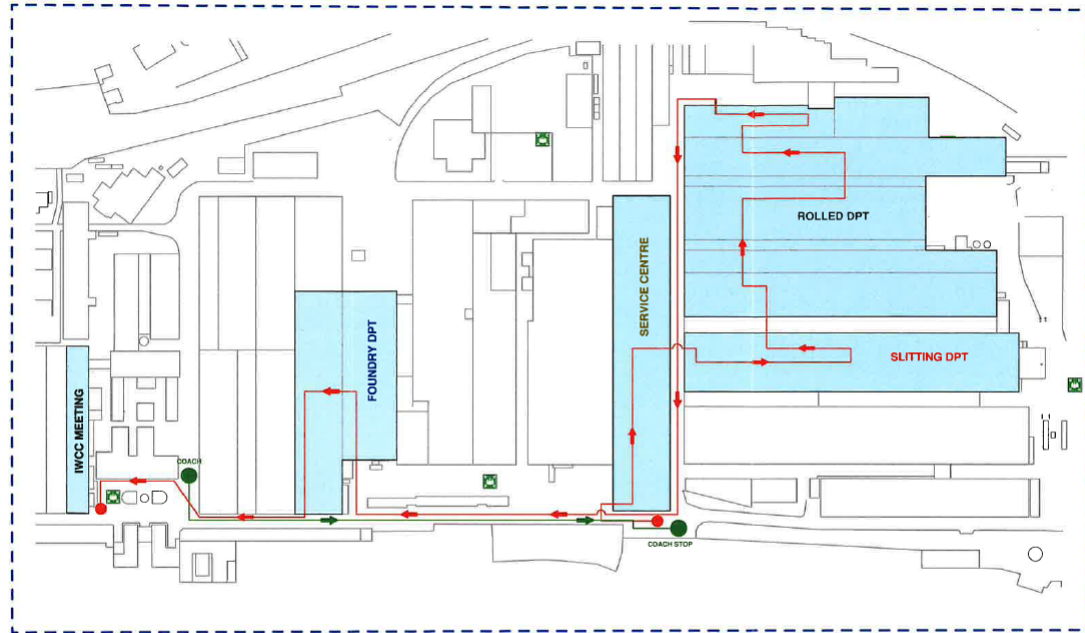 ROLLED DPT
SERVICE CENTRE
FOUNDRY DPT
SLITTING DPT
IWCC MEETING
COACH
COACH STOP